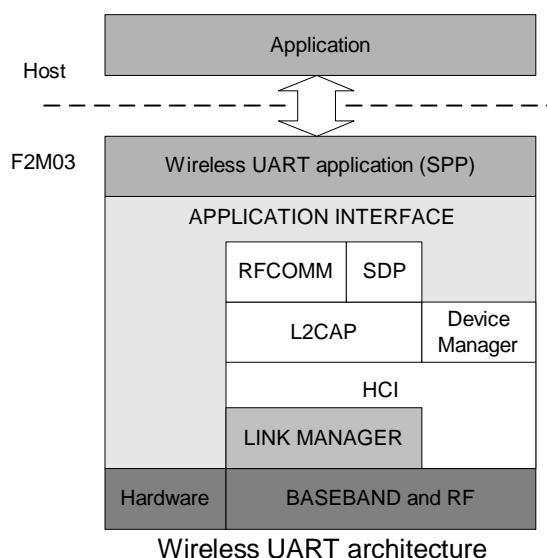 Application
Host
F2M03
Wireless UART application (SPP)
APPLICATION INTERFACE
RFCOMM
SDP
L2CAP
Device
Manager
HCI
LINK MANAGER
Hardware
BASEBAND and RF
Wireless UART architecture